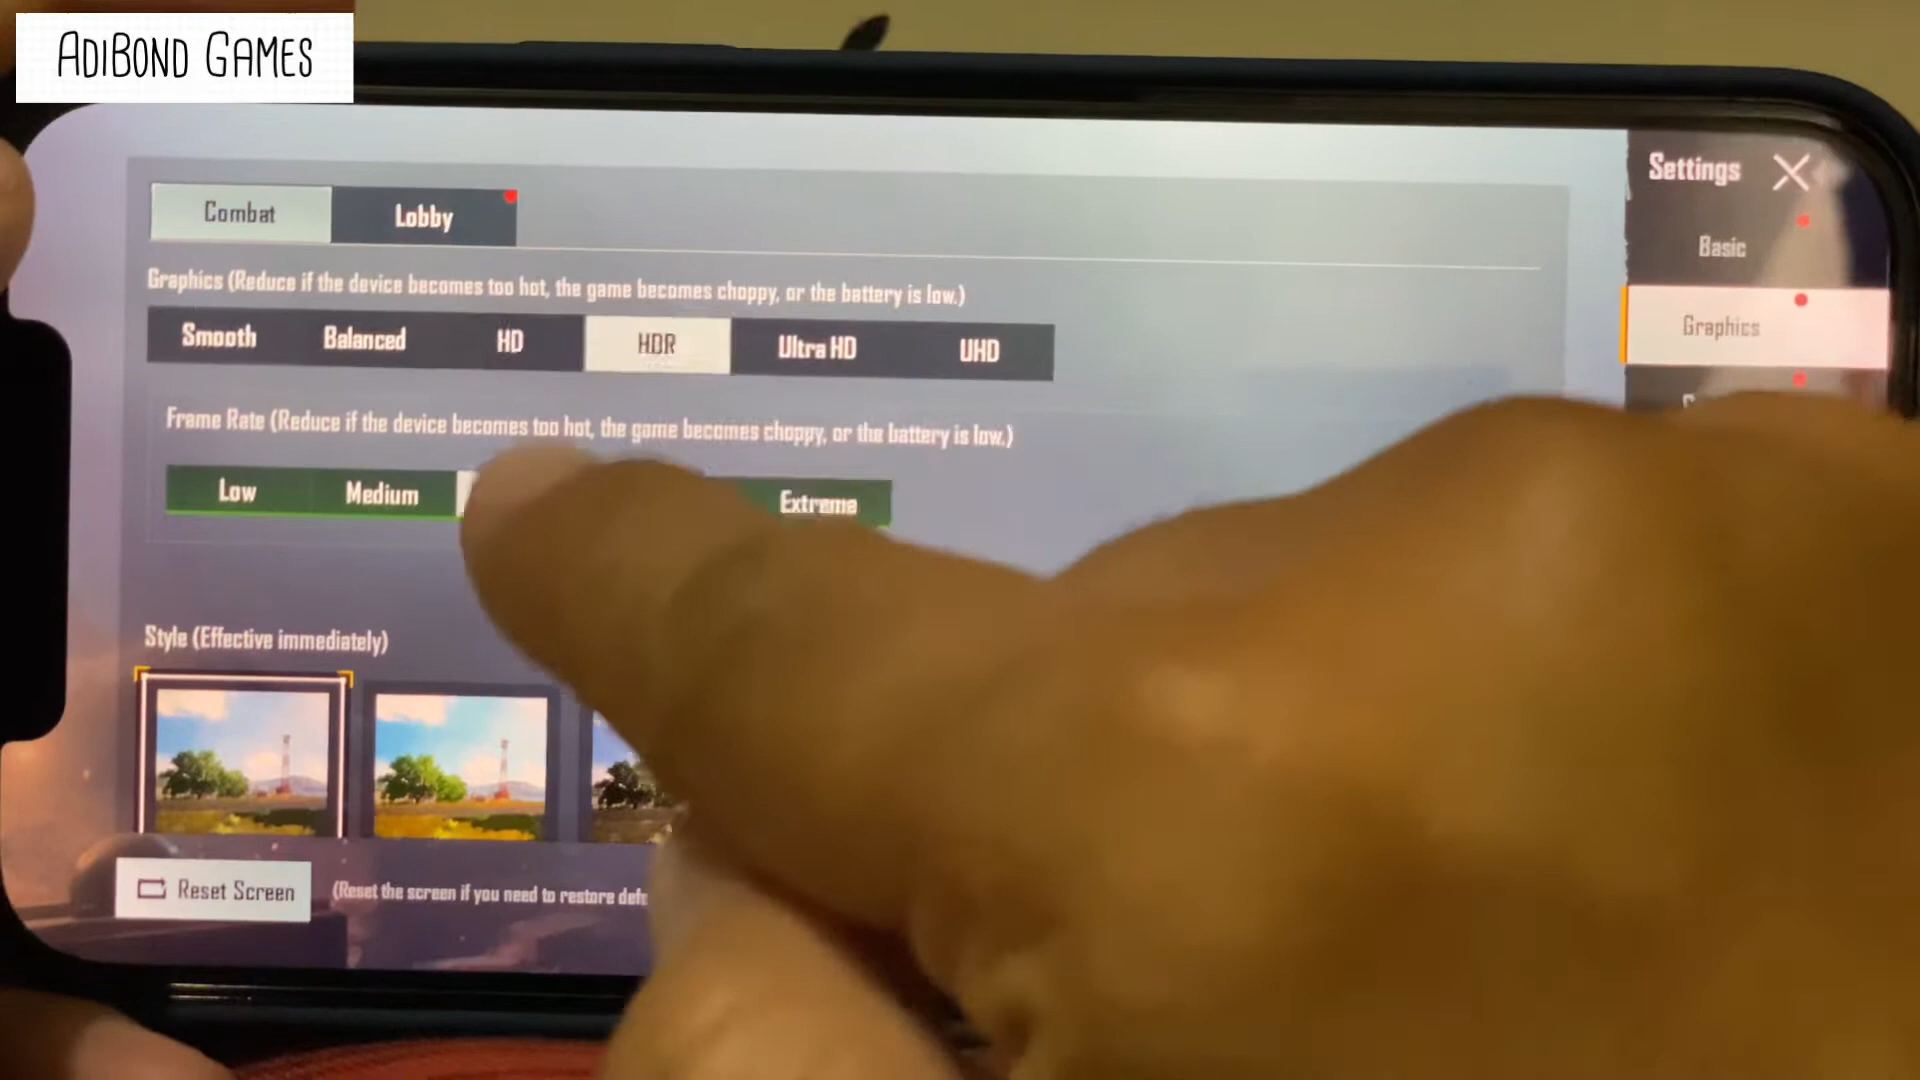 AdiBond Games
Settings
Combat
Lobby
Basic
Graphics (Reduce if the device becomes too hot, the game becomes choppy, or the battery is low.)
Graphics
Smooth Balanced HD HDR Ultra HD UHD
Frame Rate (Reduce if the device becomes too hot, the game becomes choppy, or the battery is low.)
Low Medium Extreme
Style (Effective immediately)
Reset Screen
(Reset the screen if you need to restore